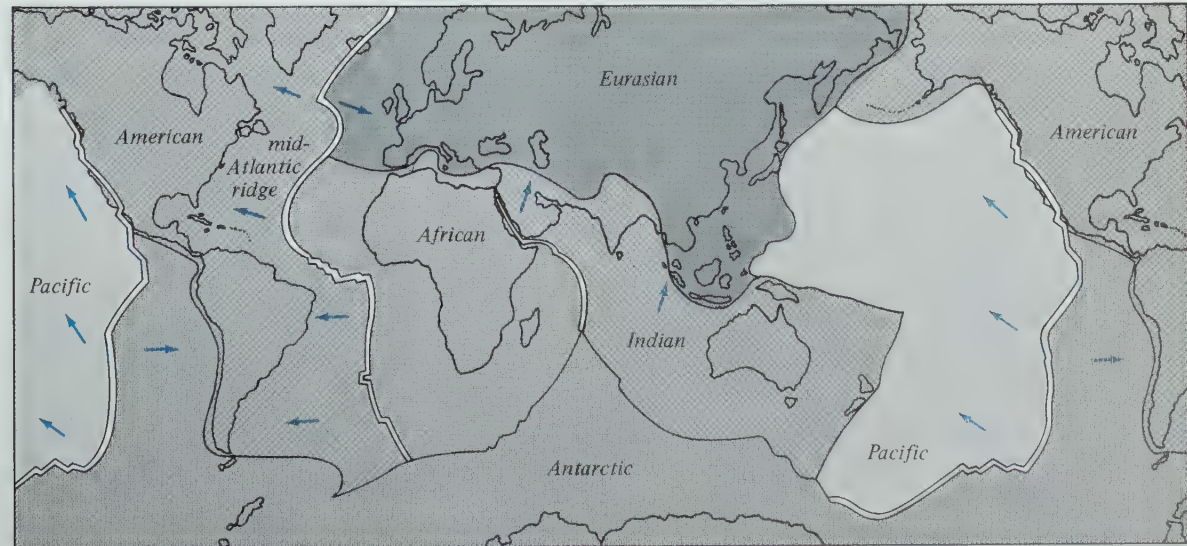 Eurasian
American
mid-
Atlantic
ridge
American
African
Pacific
Indian
Pacific
Antarctic